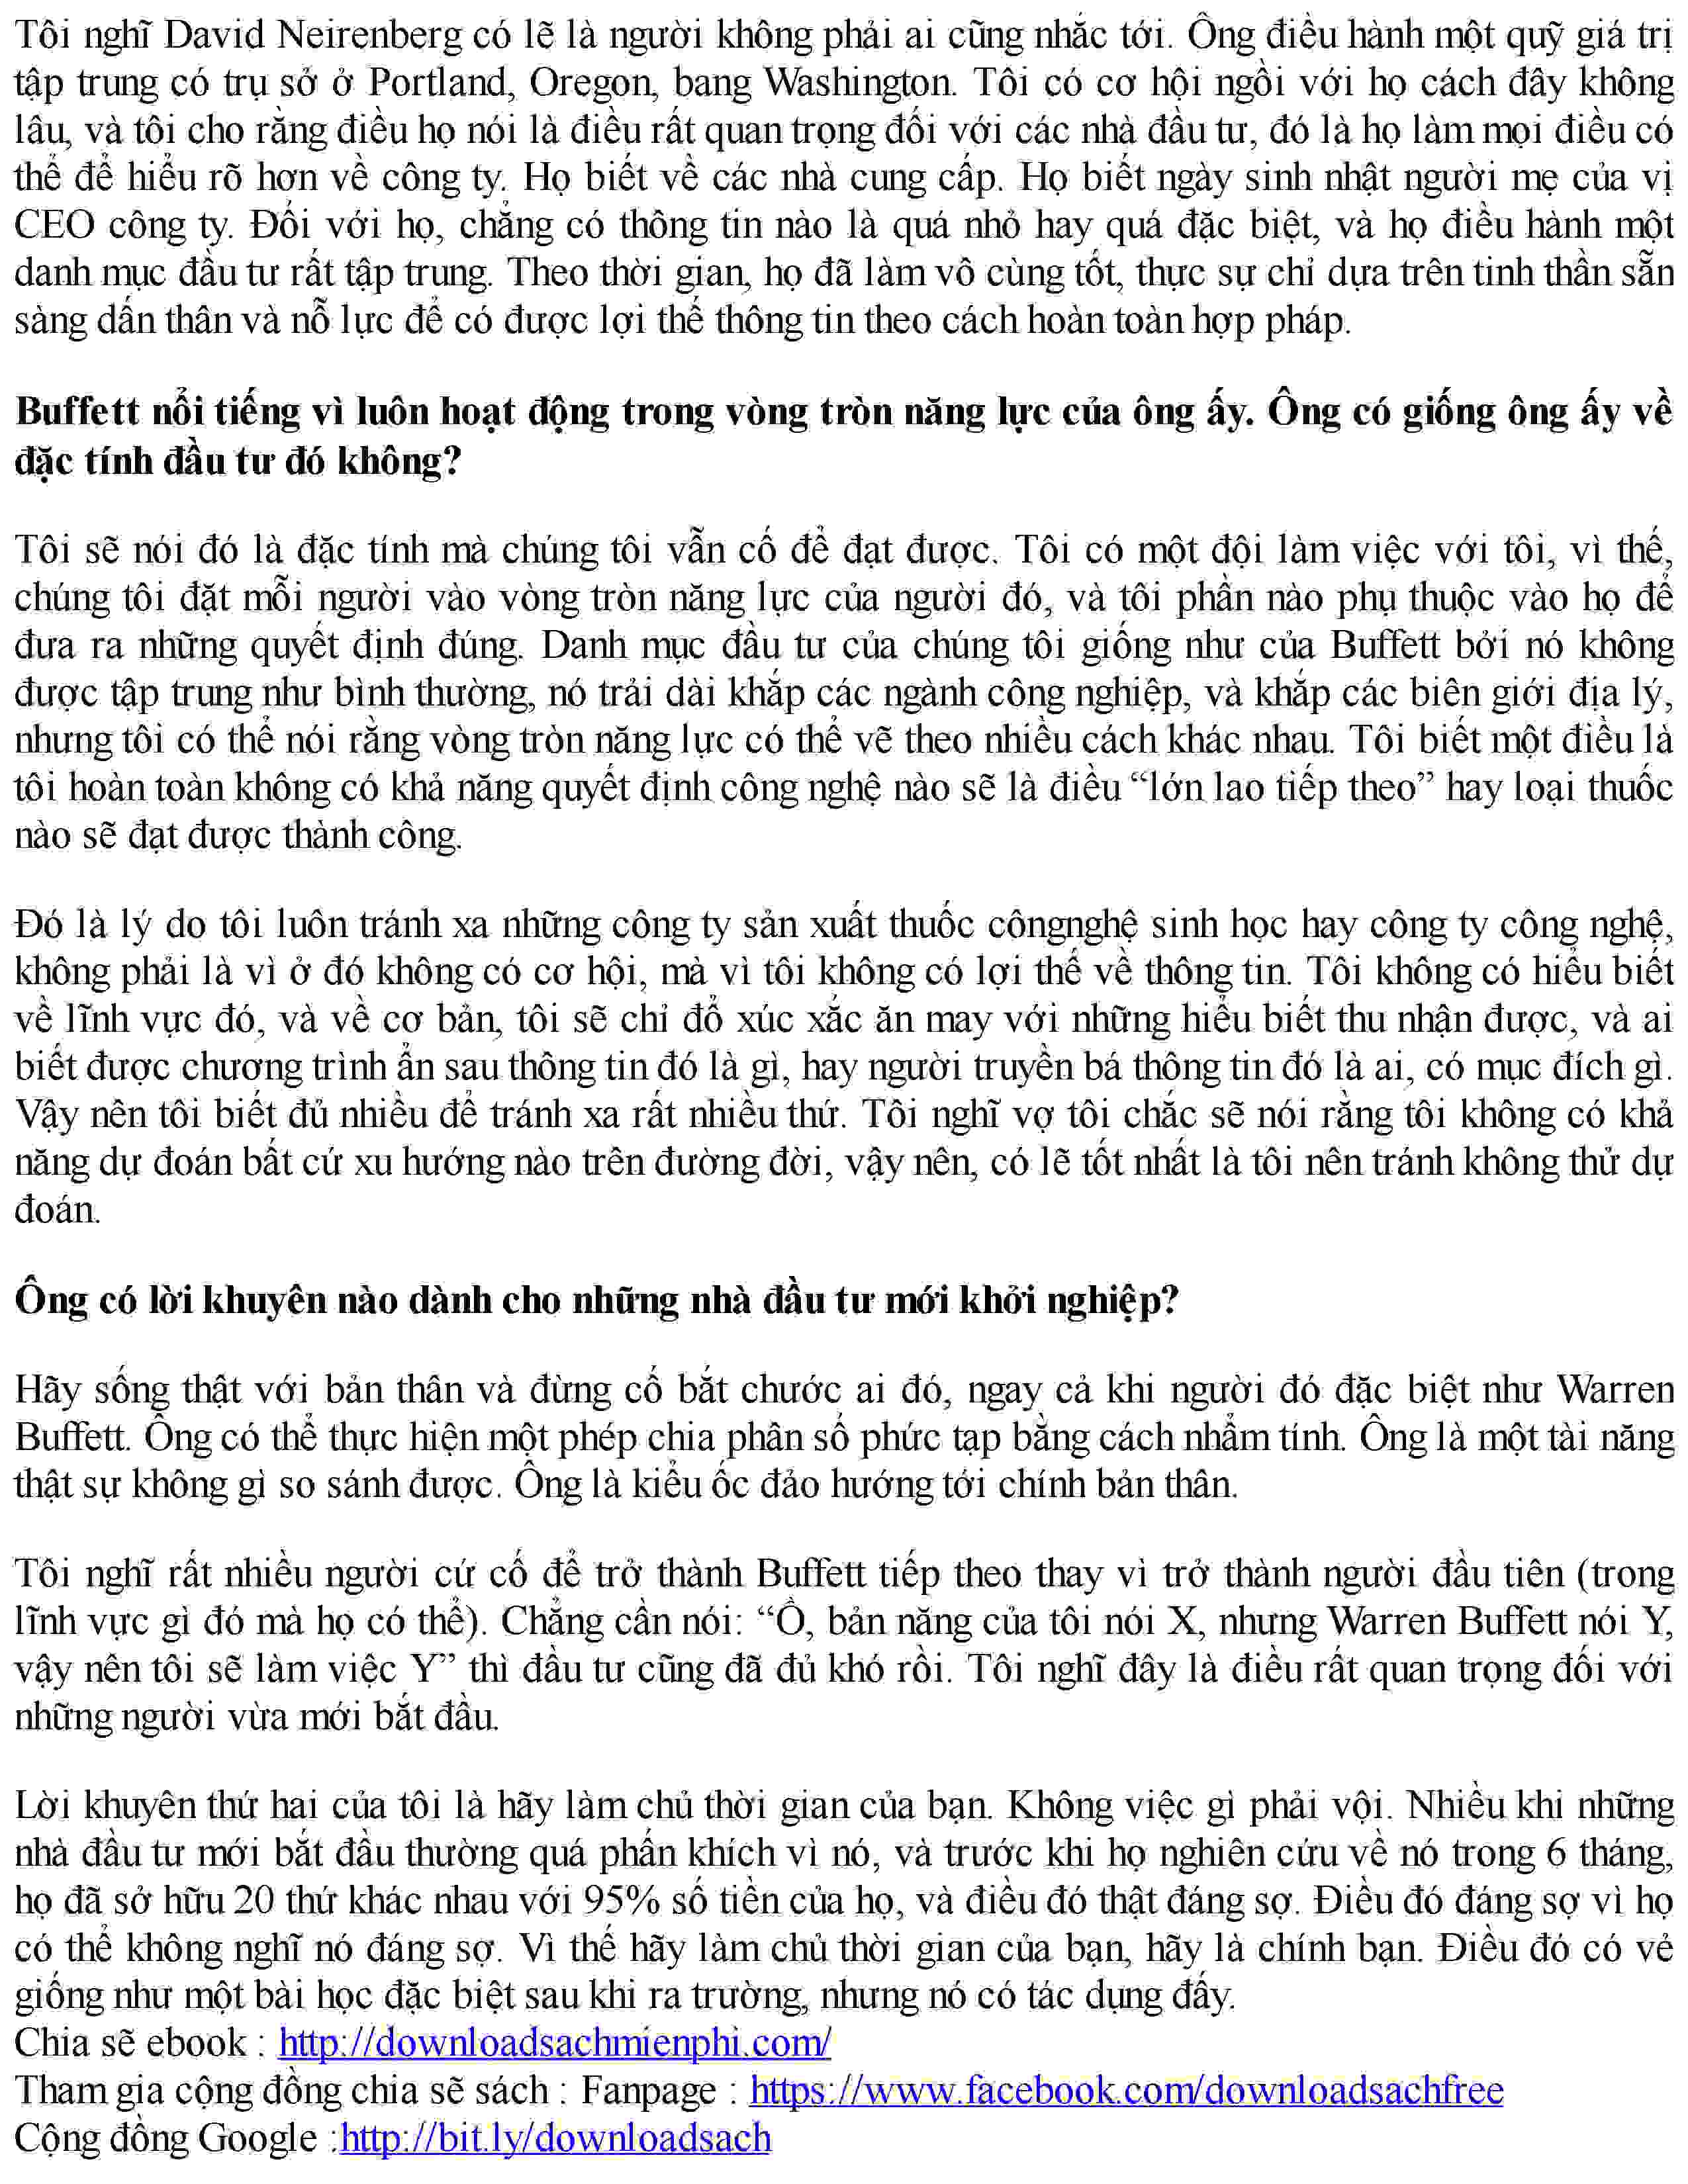 Tôi nghĩ David Neirenberg có lẽ là người không phải ai cũng nhắc tới. Ông điều hành một quỹ giá trị
tập trung có trụ sở ở Portland, Oregon, bang Washington. Tôi có cơ hội ngồi với họ cách đây không
lâu, và tôi cho rằng điều họ nói là điều rất quan trọng đối với các nhà đầu tư, đó là họ làm mọi điều có
thể để hiểu rõ hơn về công ty. Họ biết về các nhà cung cấp. Họ biết ngày sinh nhật người mẹ của vị
CEO công ty. Đối với họ, chẳng có thông tin nào là quá nhỏ hay quá đặc biệt, và họ điều hành một
danh mục đầu tư rất tập trung. Theo thời gian, họ đã làm vô cùng tốt, thực sự chỉ dựa trên tinh thần sẵn
sàng dấn thân và nỗ lực để có được lợi thế thông tin theo cách hoàn toàn hợp pháp.
Buffett nổi tiếng vì luôn hoạt động trong vòng tròn năng lực của ông ấy. Ông có giống ông ấy về
đặc tính đầu tư đó không?
Tôi sẽ nói đó là đặc tính mà chúng tôi vẫn cố để đạt được. Tôi có một đội làm việc với tôi, vì thế,
chúng tôi đặt mỗi người vào vòng tròn năng lực của người đó, và tôi phần nào phụ thuộc vào họ để
đưa ra những quyết định đúng. Danh mục đầu tư của chúng tôi giống như của Buffett bởi nó không
được tập trung như bình thường, nó trải dài khắp các ngành công nghiệp, và khắp các biên giới địa lý,
nhưng tôi có thể nói rằng vòng tròn năng lực có thể vẽ theo nhiều cách khác nhau. Tôi biết một điều là
tôi hoàn toàn không có khả năng quyết định công nghệ nào sẽ là điều “lớn lao tiếp theo” hay loại thuốc
nào sẽ đạt được thành công.
Đó là lý do tôi luôn tránh xa những công ty sản xuất thuốc côngnghệ sinh học hay công ty công nghệ,
không phải là vì ở đó không có cơ hội, mà vì tôi không có lợi thế về thông tin. Tôi không có hiểu biết
về lĩnh vực đó, và về cơ bản, tôi sẽ chỉ đổ xúc xắc ăn may với những hiểu biết thu nhận được, và ai
biết được chương trình ẩn sau thông tin đó là gì, hay người truyền bá thông tin đó là ai, có mục đích gì.
Vậy nên tôi biết đủ nhiều để tránh xa rất nhiều thứ. Tôi nghĩ vợ tôi chắc sẽ nói rằng tôi không có khả
năng dự đoán bất cứ xu hướng nào trên đường đời, vậy nên, có lẽ tốt nhất là tôi nên tránh không thử dự
đoán.
Ông có lời khuyên nào dành cho những nhà đầu tư mới khởi nghiệp?
Hãy sống thật với bản thân và đừng cố bắt chước ai đó, ngay cả khi người đó đặc biệt như Warren
Buffett. Ông có thể thực hiện một phép chia phân số phức tạp bằng cách nhẩm tính. Ông là một tài năng
thật sự không gì so sánh được. Ông là kiểu ốc đảo hướng tới chính bản thân.
Tôi nghĩ rất nhiều người cứ cố để trở thành Buffett tiếp theo thay vì trở thành người đầu tiên (trong
lĩnh vực gì đó mà họ có thể). Chẳng cần nói: “Ồ, bản năng của tôi nói X, nhưng Warren Buffett nói Y,
vậy nên tôi sẽ làm việc Y” thì đầu tư cũng đã đủ khó rồi. Tôi nghĩ đây là điều rất quan trọng đối với
những người vừa mới bắt đầu.
Lời khuyên thứ hai của tôi là hãy làm chủ thời gian của bạn. Không việc gì phải vội. Nhiều khi những
nhà đầu tư mới bắt đầu thường quá phấn khích vì nó, và trước khi họ nghiên cứu về nó trong 6 tháng,
họ đã sở hữu 20 thứ khác nhau với 95% số tiền của họ, và điều đó thật đáng sợ. Điều đó đáng sợ vì họ
có thể không nghĩ nó đáng sợ. Vì thế hãy làm chủ thời gian của bạn, hãy là chính bạn. Điều đó có vẻ
giống như một bài học đặc biệt sau khi ra trường, nhưng nó có tác dụng đấy.
Chia sẽ ebook : http://downloadsachmienphi.com/
Tham gia cộng đồng chia sẽ sách : Fanpage : https://www.facebook.com/downloadsachfree
Cộng đồng Google :http://bit.ly/downloadsach